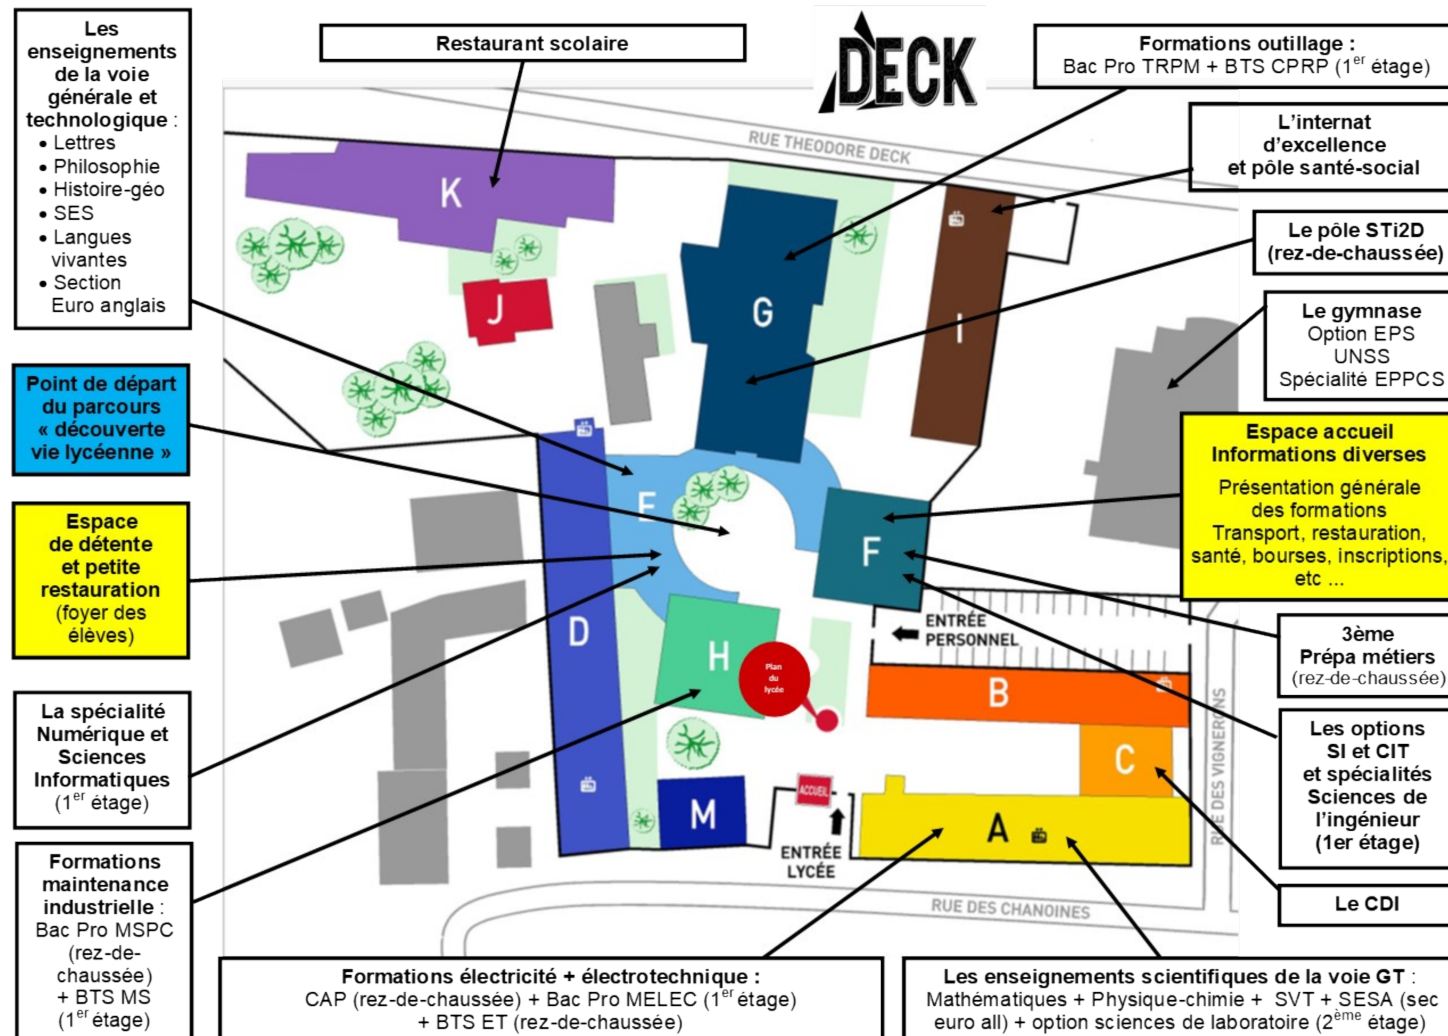 Les
enseignements
de la voie
générale et
technologique :
• Lettres
• Philosophie
• Histoire-géo
• SES
• Langues
vivantes
• Section
Euro anglais
Restaurant scolaire
DECK
Formations outillage :
Bac Pro TRPM + BTS CPRP (1er étage)
L'internat
d'excellence
et pôle santé-social
Le pôle STi2D
(rez-de-chaussée)
Le gymnase
Option EPS
UNSS
Spécialité EPPCS
Point de départ
du parcours
« découverte
vie lycéenne »
Espace accueil
Informations diverses
Présentation générale
des formations
Transport, restauration,
santé, bourses, inscriptions,
etc ...
Espace
de détente
et petite
restauration
(foyer des
élèves)
3ème
Prépa métiers
(rez-de-chaussée)
La spécialité
Numérique et
Sciences
Informatiques
(1er étage)
Les options
SI et CIT
et spécialités
Sciences de
l'ingénieur
(1er étage)
Formations
maintenance
industrielle :
Bac Pro MSPC
(rez-de-
chaussée)
+ BTS MS
(1er étage)
Le CDI
Formations électricité + électrotechnique :
CAP (rez-de-chaussée) + Bac Pro MELEC (1er étage)
+ BTS ET (rez-de-chaussée)
Les enseignements scientifiques de la voie GT :
Mathématiques + Physique-chimie + SVT + SESA (sec
euro all) + option sciences de laboratoire (2ème étage)
RUE THEODORE DECK
K
J
G
I
E
F
D
H
Plan
du
lycée
ENTRÉE
PERSONNEL
B
C
RUE DES VIGNERONS
M
ACCUEIL
A
ENTRÉE
LYCÉE
RUE DES CHANOINES